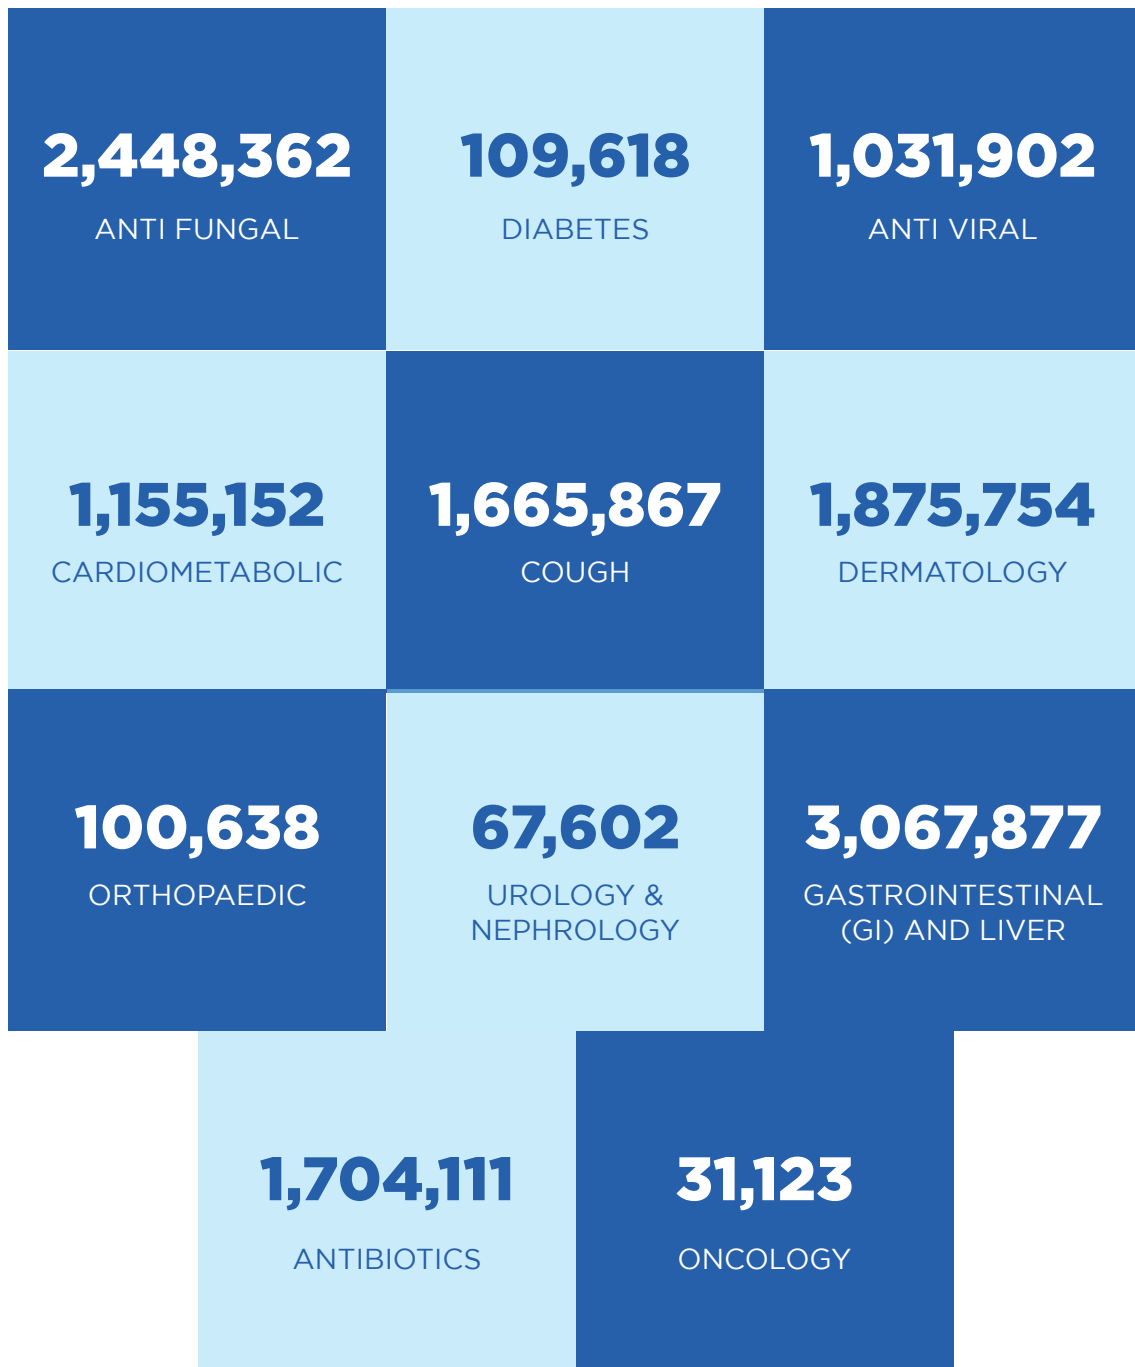 2,448,362
ANTI FUNGAL
109,618
DIABETES
1,031,902
ANTI VIRAL
1,155,152
CARDIOMETABOLIC
1,665,867
COUGH
1,875,754
DERMATOLOGY
100,638
ORTHOPAEDIC
67,602
UROLOGY &
NEPHROLOGY
3,067,877
GASTROINTESTINAL
(GI) AND LIVER
1,704,111
ANTIBIOTICS
31,123
ONCOLOGY